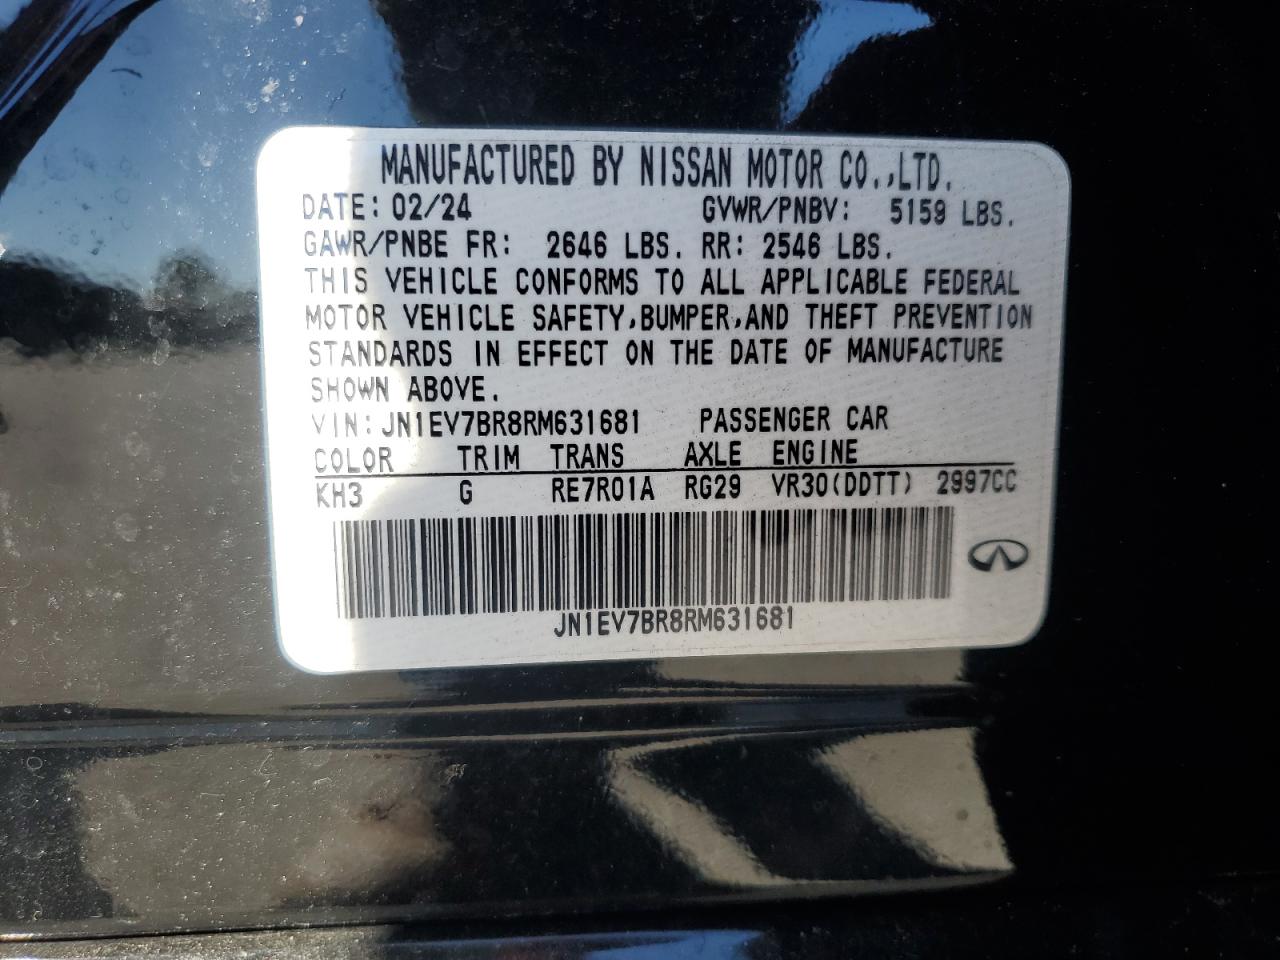 MANUFACTURED BY NISSAN MOTOR CO.,LTD.
DATE: 02/24 GVWR/PNBV: 5159 LBS.
GAWR/PNBE FR: 2646 LBS. RR: 2546 LBS.
THIS VEHICLE CONFORMS TO ALL APPLICABLE FEDERAL
MOTOR VEHICLE SAFETY,BUMPER,AND THEFT PREVENTION
STANDARDS IN EFFECT ON THE DATE OF MANUFACTURE
SHOWN ABOVE.
VIN: JN1EV7BR8RM631681 PASSENGER CAR
COLOR TRIM TRANS AXLE ENGINE
KH3 G RE7R01A RG29 VR30(DDTT) 2997CC
JN1EV7BR8RM631681